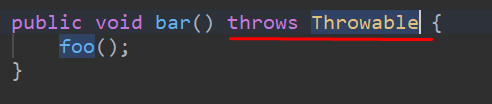 public void bar() throws Throwable {
foo();
}